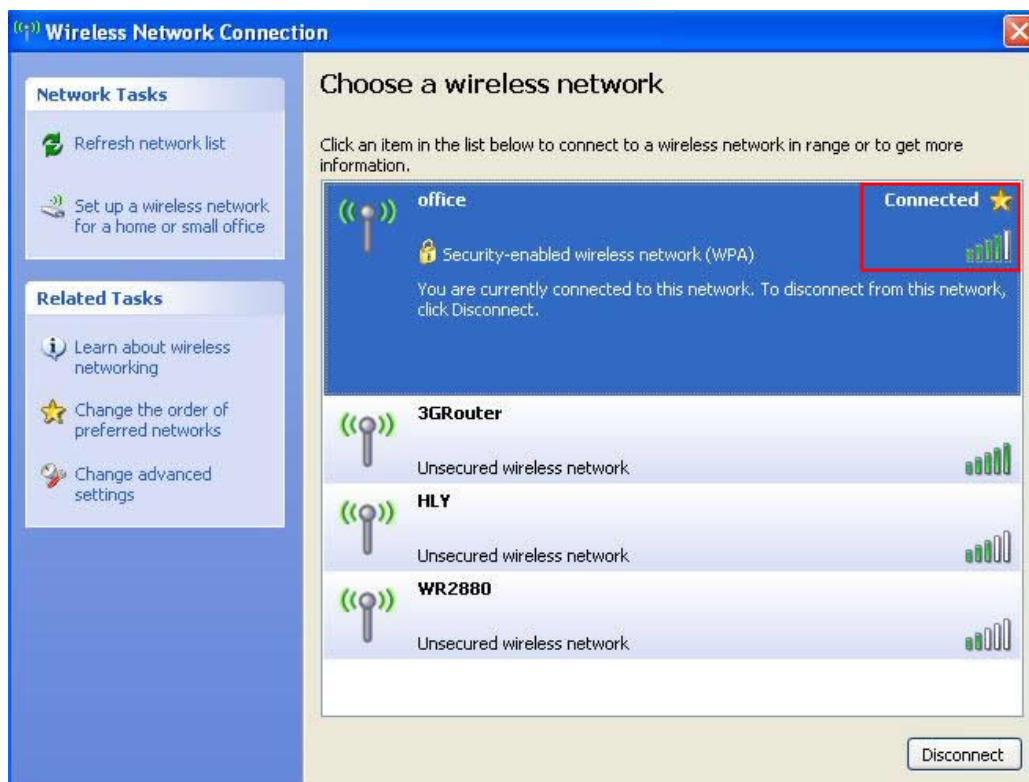 Wireless Network Connection
Network Tasks
Refresh network list
Set up a wireless network
for a home or small office
Related Tasks
Learn about wireless
networking
Change the order of
preferred networks
Change advanced
settings
Choose a wireless network
Click an item in the list below to connect to a wireless network in range or to get more
information.
office
Connected
Security-enabled wireless network (WPA)
You are currently connected to this network. To disconnect from this network,
click Disconnect.
3GRouter
Unsecured wireless network
HLY
Unsecured wireless network
WR2880
Unsecured wireless network
Disconnect